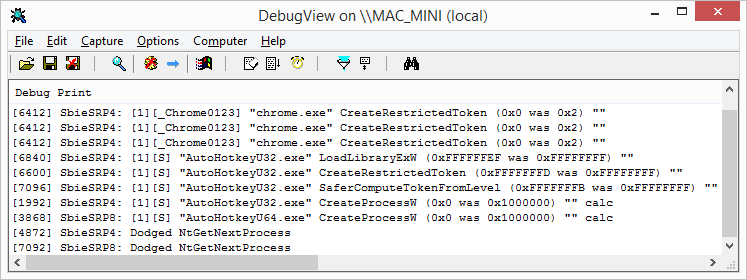 DebugView on \\MAC_MINI (local)
File Edit Capture Options Computer Help
Debug Print
[6412] SbieSRP4: [1][_Chrome0123] "chrome.exe" CreateRestrictedToken (0x0 was 0x2) ""
[6412] SbieSRP4: [1][_Chrome0123] "chrome.exe" CreateRestrictedToken (0x0 was 0x2) ""
[6412] SbieSRP4: [1][_Chrome0123] "chrome.exe" CreateRestrictedToken (0x0 was 0x2) ""
[6840] SbieSRP4: [1][S] "AutoHotkeyU32.exe" LoadLibraryExW (0xFFFFFFEF was 0xFFFFFFFF) ""
[6600] SbieSRP4: [1][S] "AutoHotkeyU32.exe" CreateRestrictedToken (0xFFFFFFFD was 0xFFFFFFFF) ""
[7096] SbieSRP4: [1][S] "AutoHotkeyU32.exe" SaferComputeTokenFromLevel (0xFFFFFFFB was 0xFFFFFFFF) ""
[1992] SbieSRP4: [1][S] "AutoHotkeyU32.exe" CreateProcessW (0x0 was 0x1000000) "" calc
[3868] SbieSRP8: [1][S] "AutoHotkeyU64.exe" CreateProcessW (0x0 was 0x1000000) "" calc
[4872] SbieSRP4: Dodged NtGetNextProcess
[7092] SbieSRP8: Dodged NtGetNextProcess